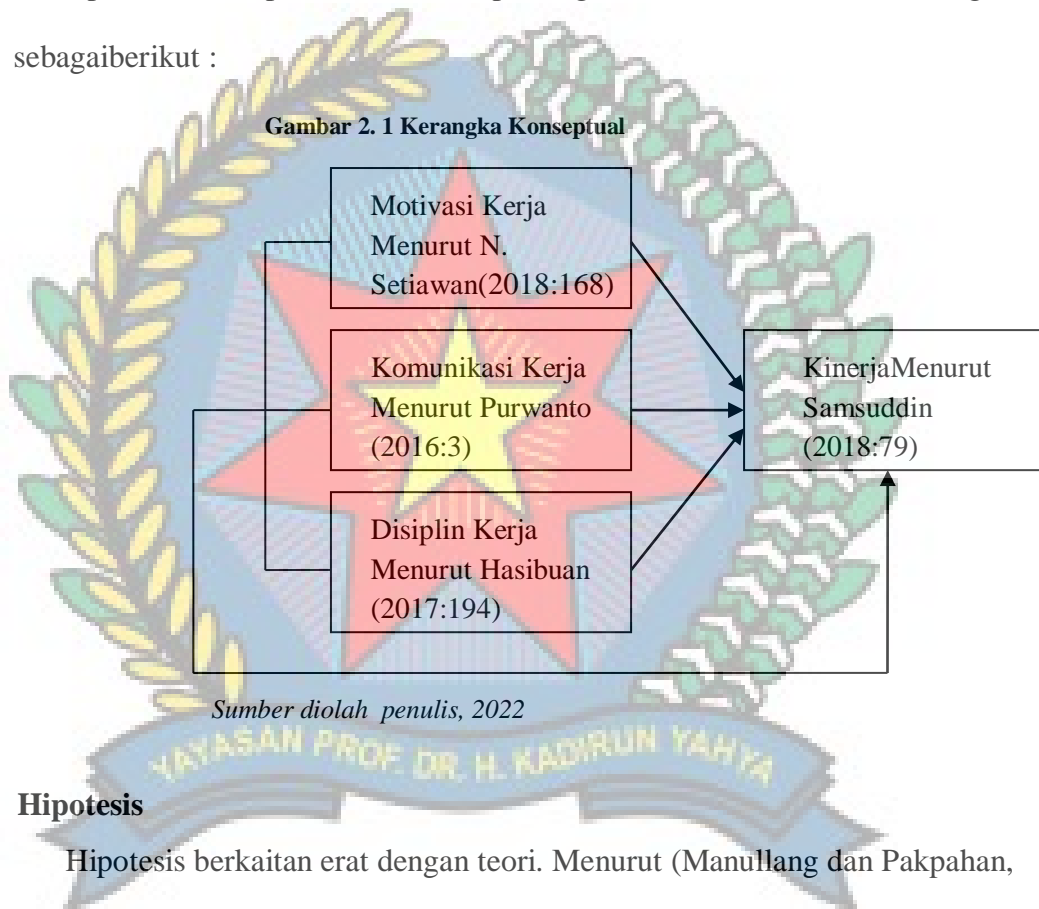 sebagaiberikut :
Gambar 2. 1 Kerangka Konseptual
Motivasi Kerja
Menurut N.
Setiawan(2018:168)
Komunikasi Kerja
Menurut Purwanto
(2016:3)
KinerjaMenurut
Samsuddin
(2018:79)
Disiplin Kerja
Menurut Hasibuan
(2017:194)
Sumber diolah penulis, 2022
YAYASAN PROF. DR. H. KADIRUN YAHYA
Hipotesis
Hipotesis berkaitan erat dengan teori. Menurut (Manullang dan Pakpahan,